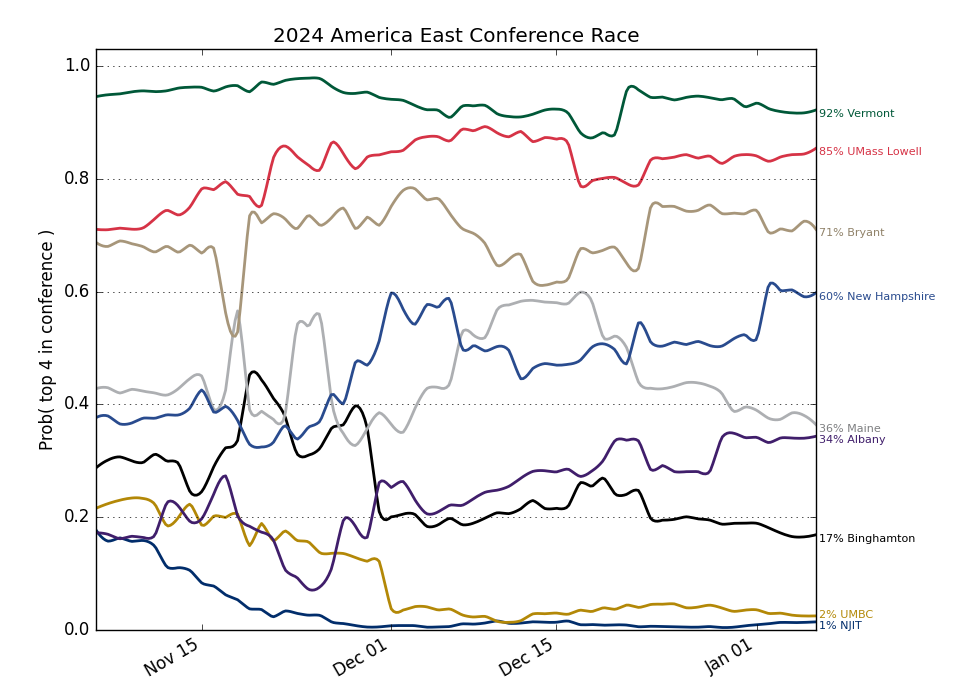 2024 America East Conference Race
Prob( top 4 in conference )
1.0
0.8
0.6
0.4
0.2
0.0
Nov 15
Dec 01
Dec 15
Jan 01
92% Vermont
85% UMass Lowell
71% Bryant
60% New Hampshire
36% Maine
34% Albany
17% Binghamton
2% UMBC
1% NJIT